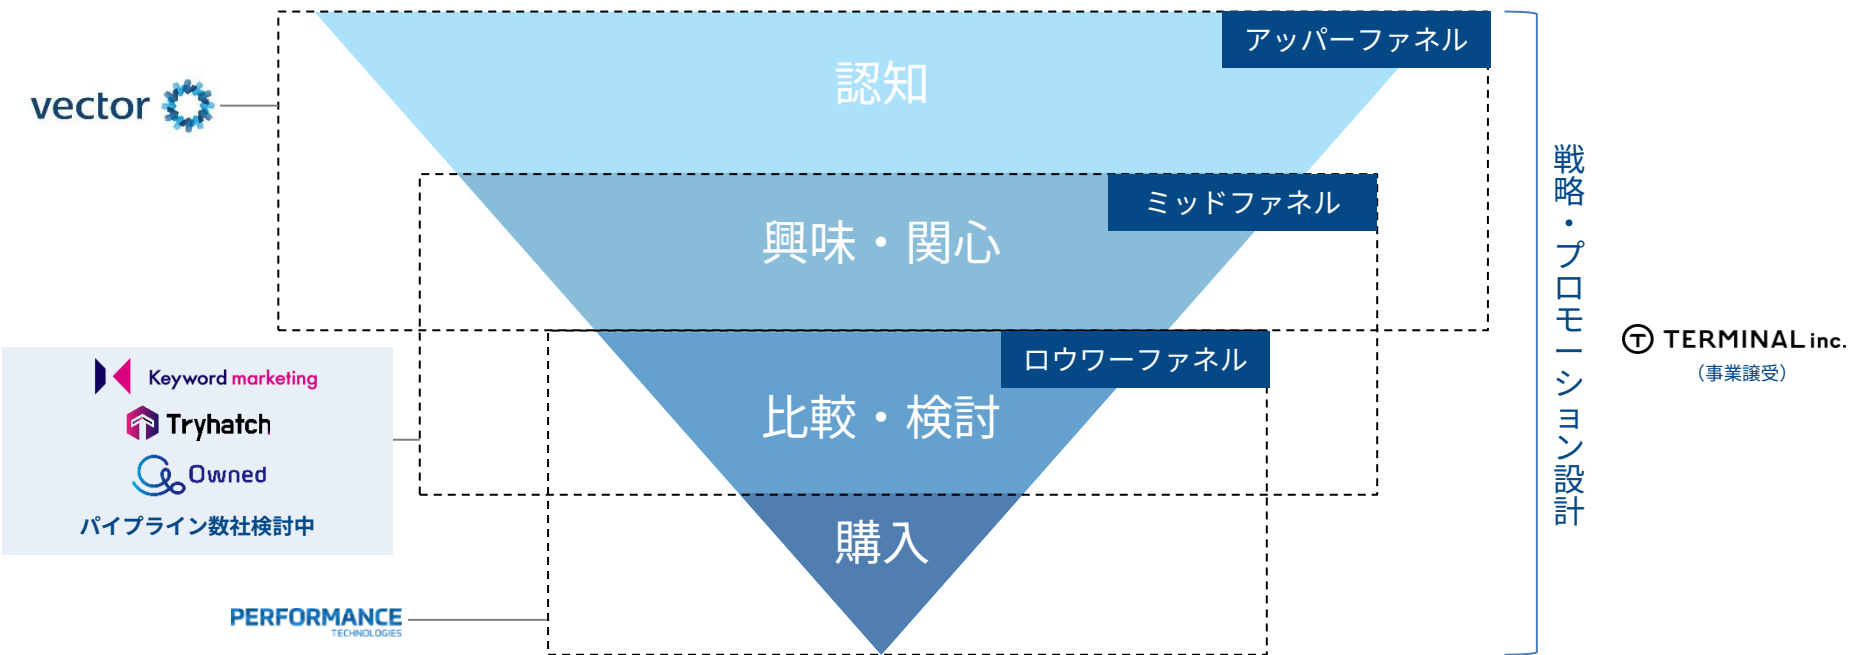 アッパーファネル
認知
vector
ミッドファネル
興味・関心
戦略・プロモーション設計
TERMINAL inc.
（事業譲受）
ロウワーファネル
Keyword marketing
Tryhatch
Owned
パイプライン数社検討中
比較・検討
購入
PERFORMANCE
TECHNOLOGIES